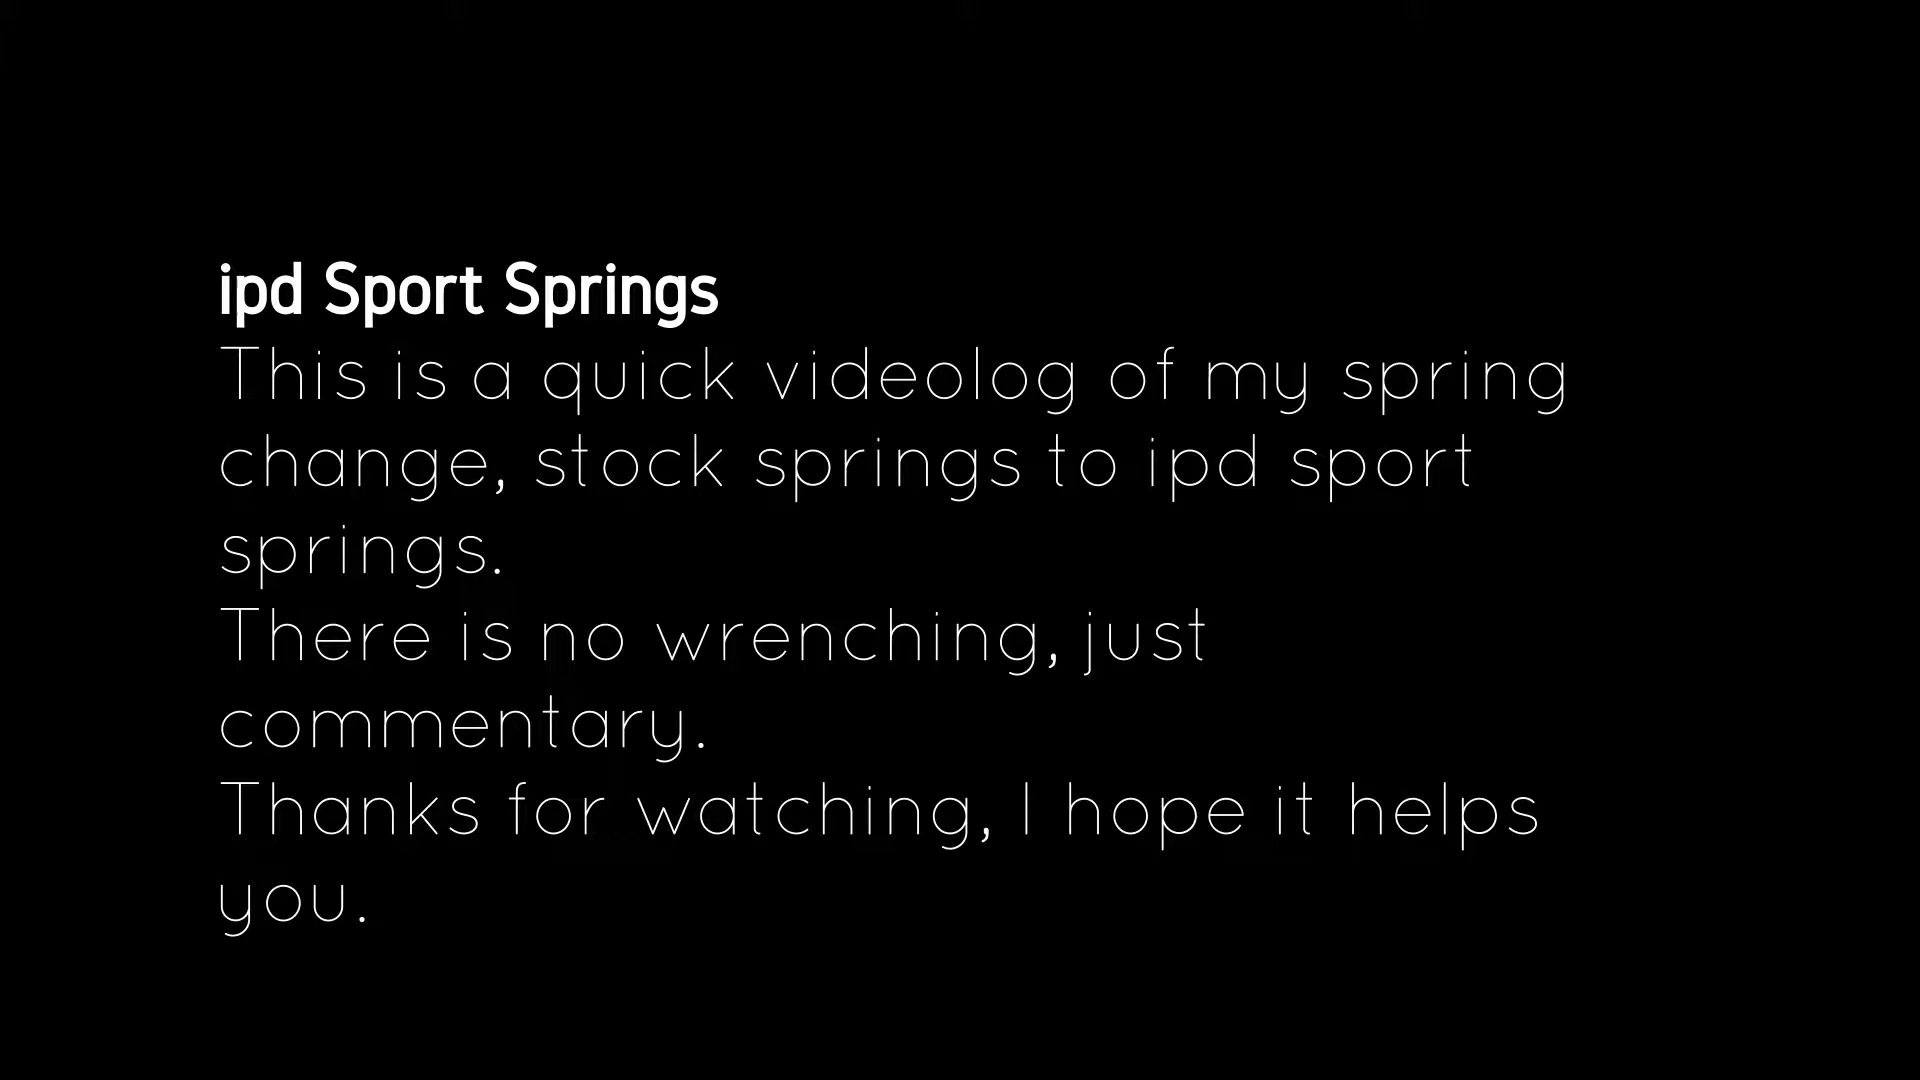 ipd Sport Springs
This is a quick videolog of my spring
change, stock springs to ipd sport
springs.
There is no wrenching, just
commentary.
Thanks for watching, I hope it helps
you.